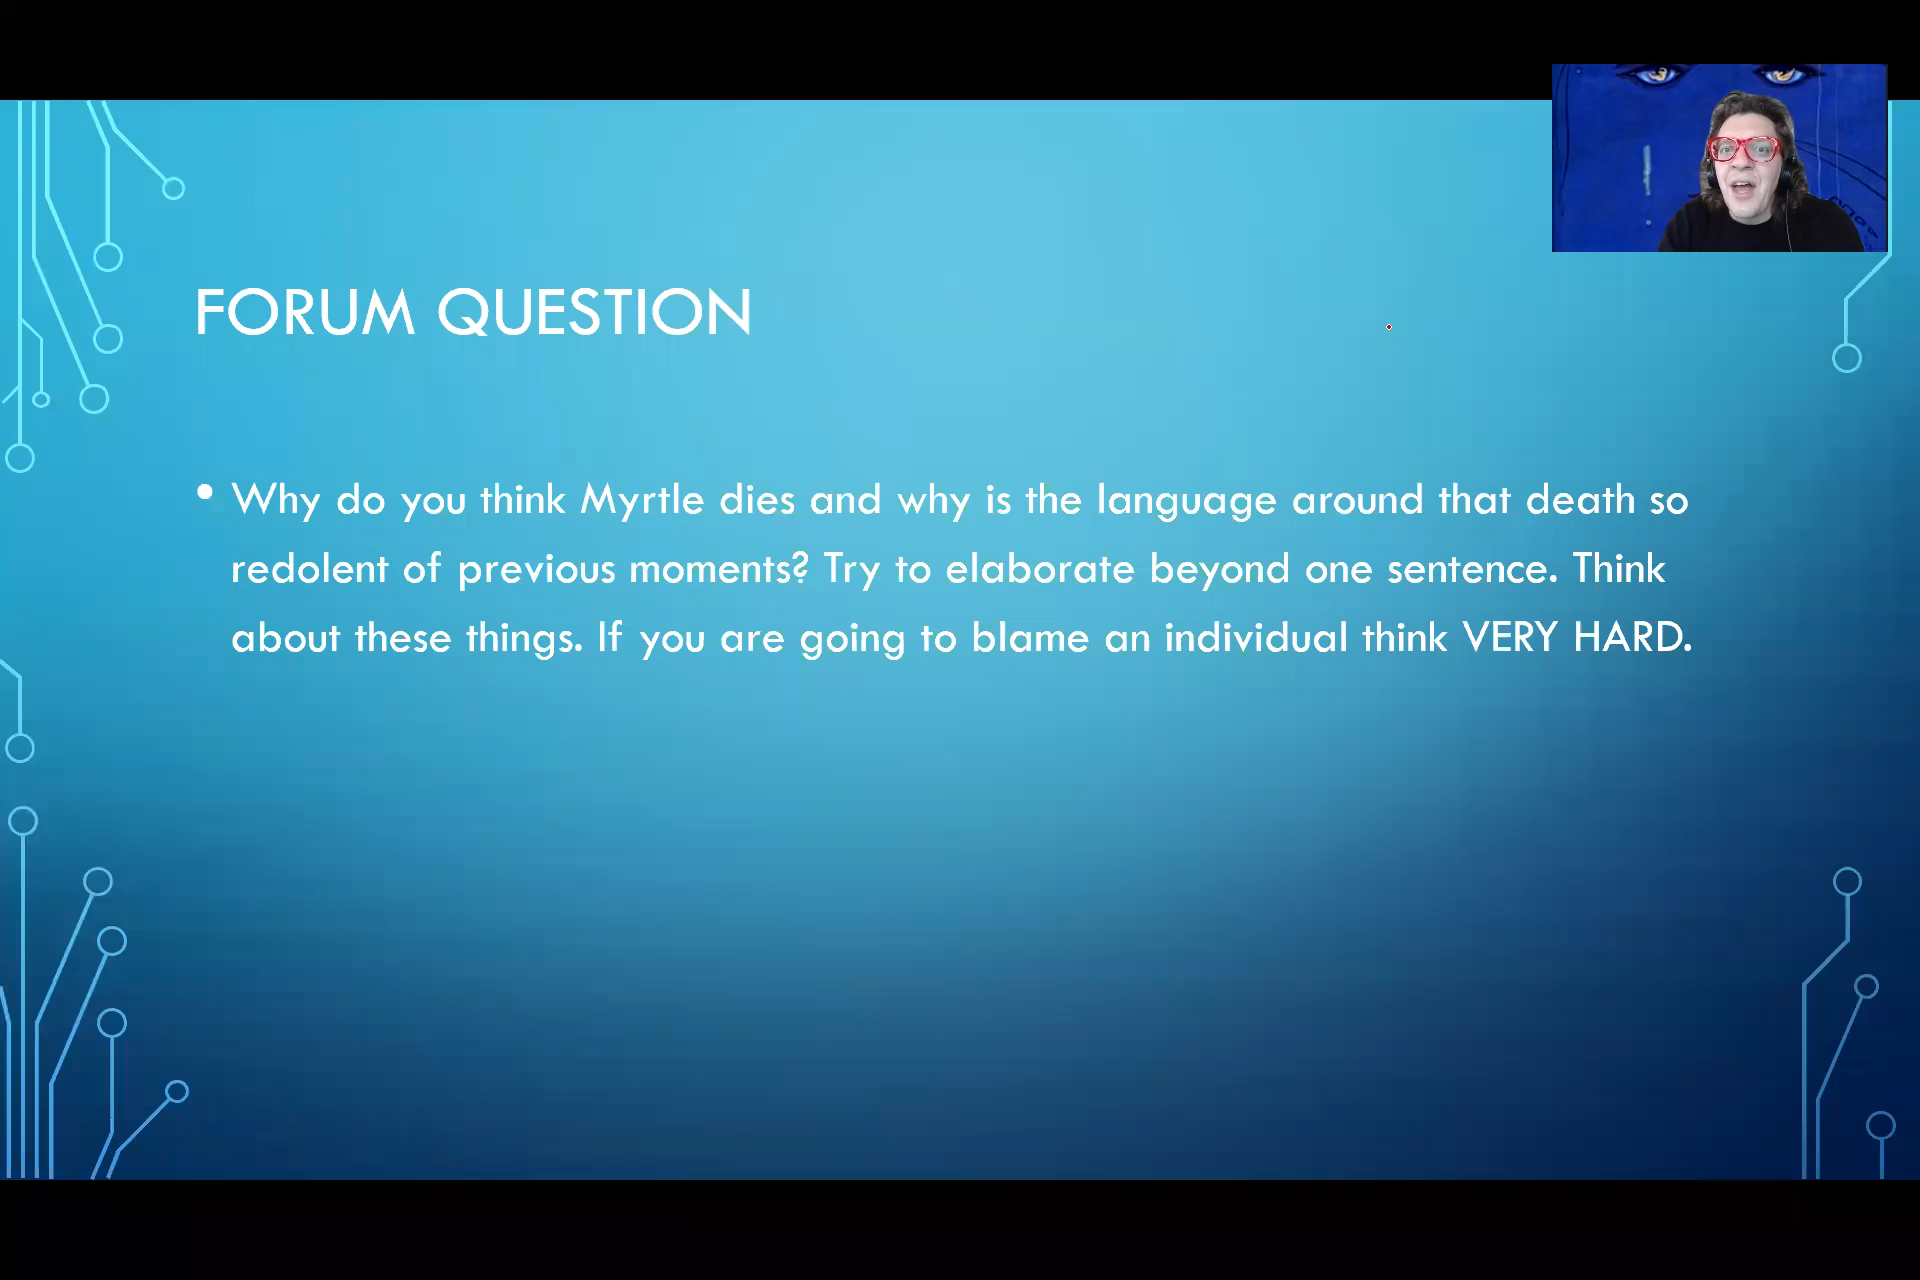 FORUM QUESTION
• Why do you think Myrtle dies and why is the language around that death so
redolent of previous moments? Try to elaborate beyond one sentence. Think
about these things. If you are going to blame an individual think VERY HARD.